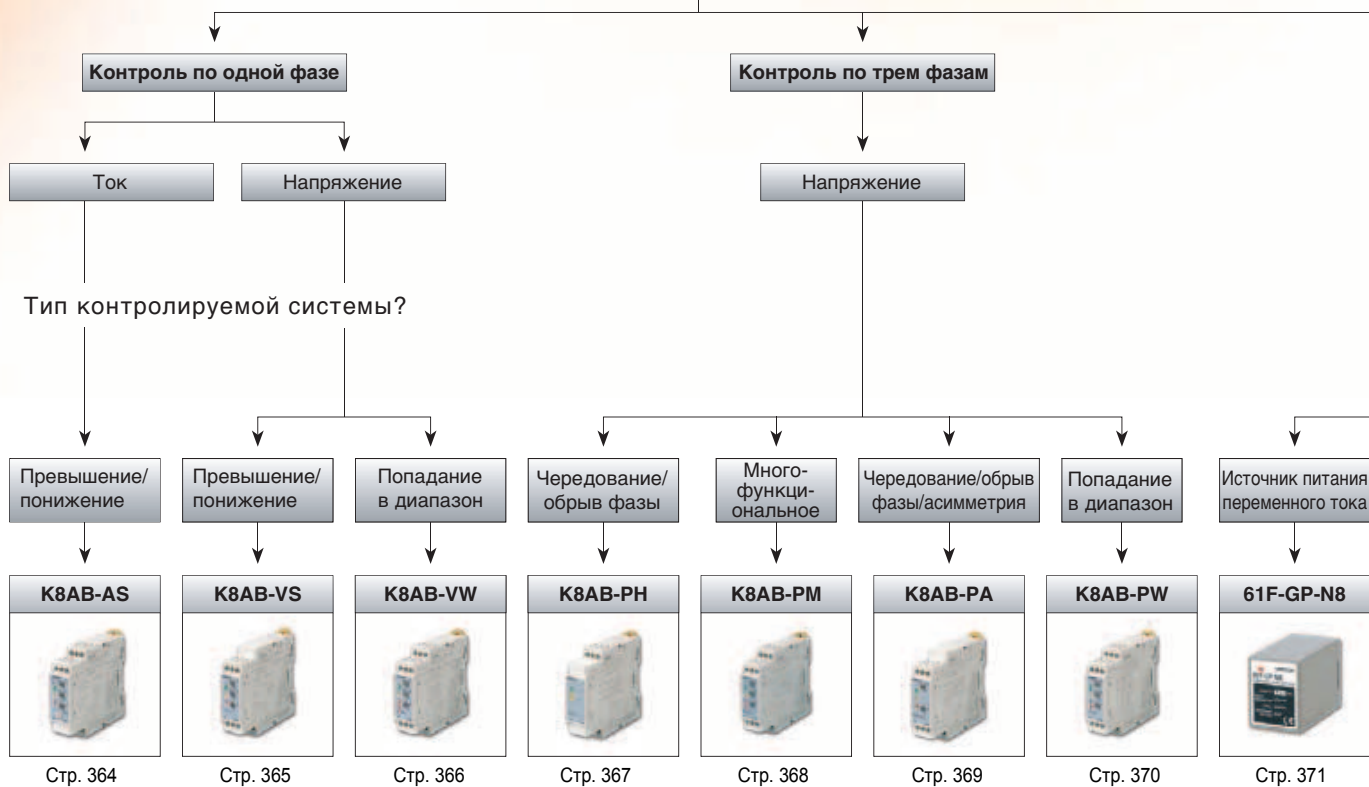 Контроль по одной фазе
Контроль по трем фазам
Ток
Напряжение
Напряжение
Тип контролируемой системы?
Превышение/
понижение
Превышение/
понижение
Попадание
в диапазон
Чередование/
обрыв фазы
Много-
функци-
ональное
Чередование/обрыв
фазы/асимметрия
Попадание
в диапазон
Источник питания
переменного тока
K8AB-AS
K8AB-VS
K8AB-VW
K8AB-PH
K8AB-PM
K8AB-PA
K8AB-PW
61F-GP-N8
Стр. 364
Стр. 365
Стр. 366
Стр. 367
Стр. 368
Стр. 369
Стр. 370
Стр. 371